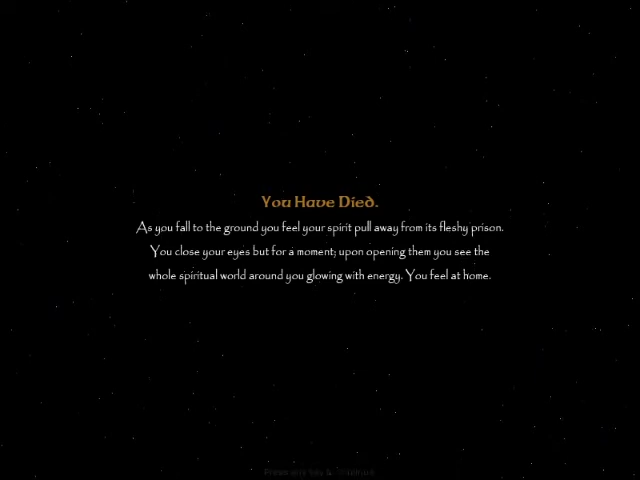 You Have Died.
As you fall to the ground you feel your spirit pull away from its fleshy prison.
You close your eyes but for a moment; upon opening them you see the
whole spiritual world around you glowing with energy. You feel at home.